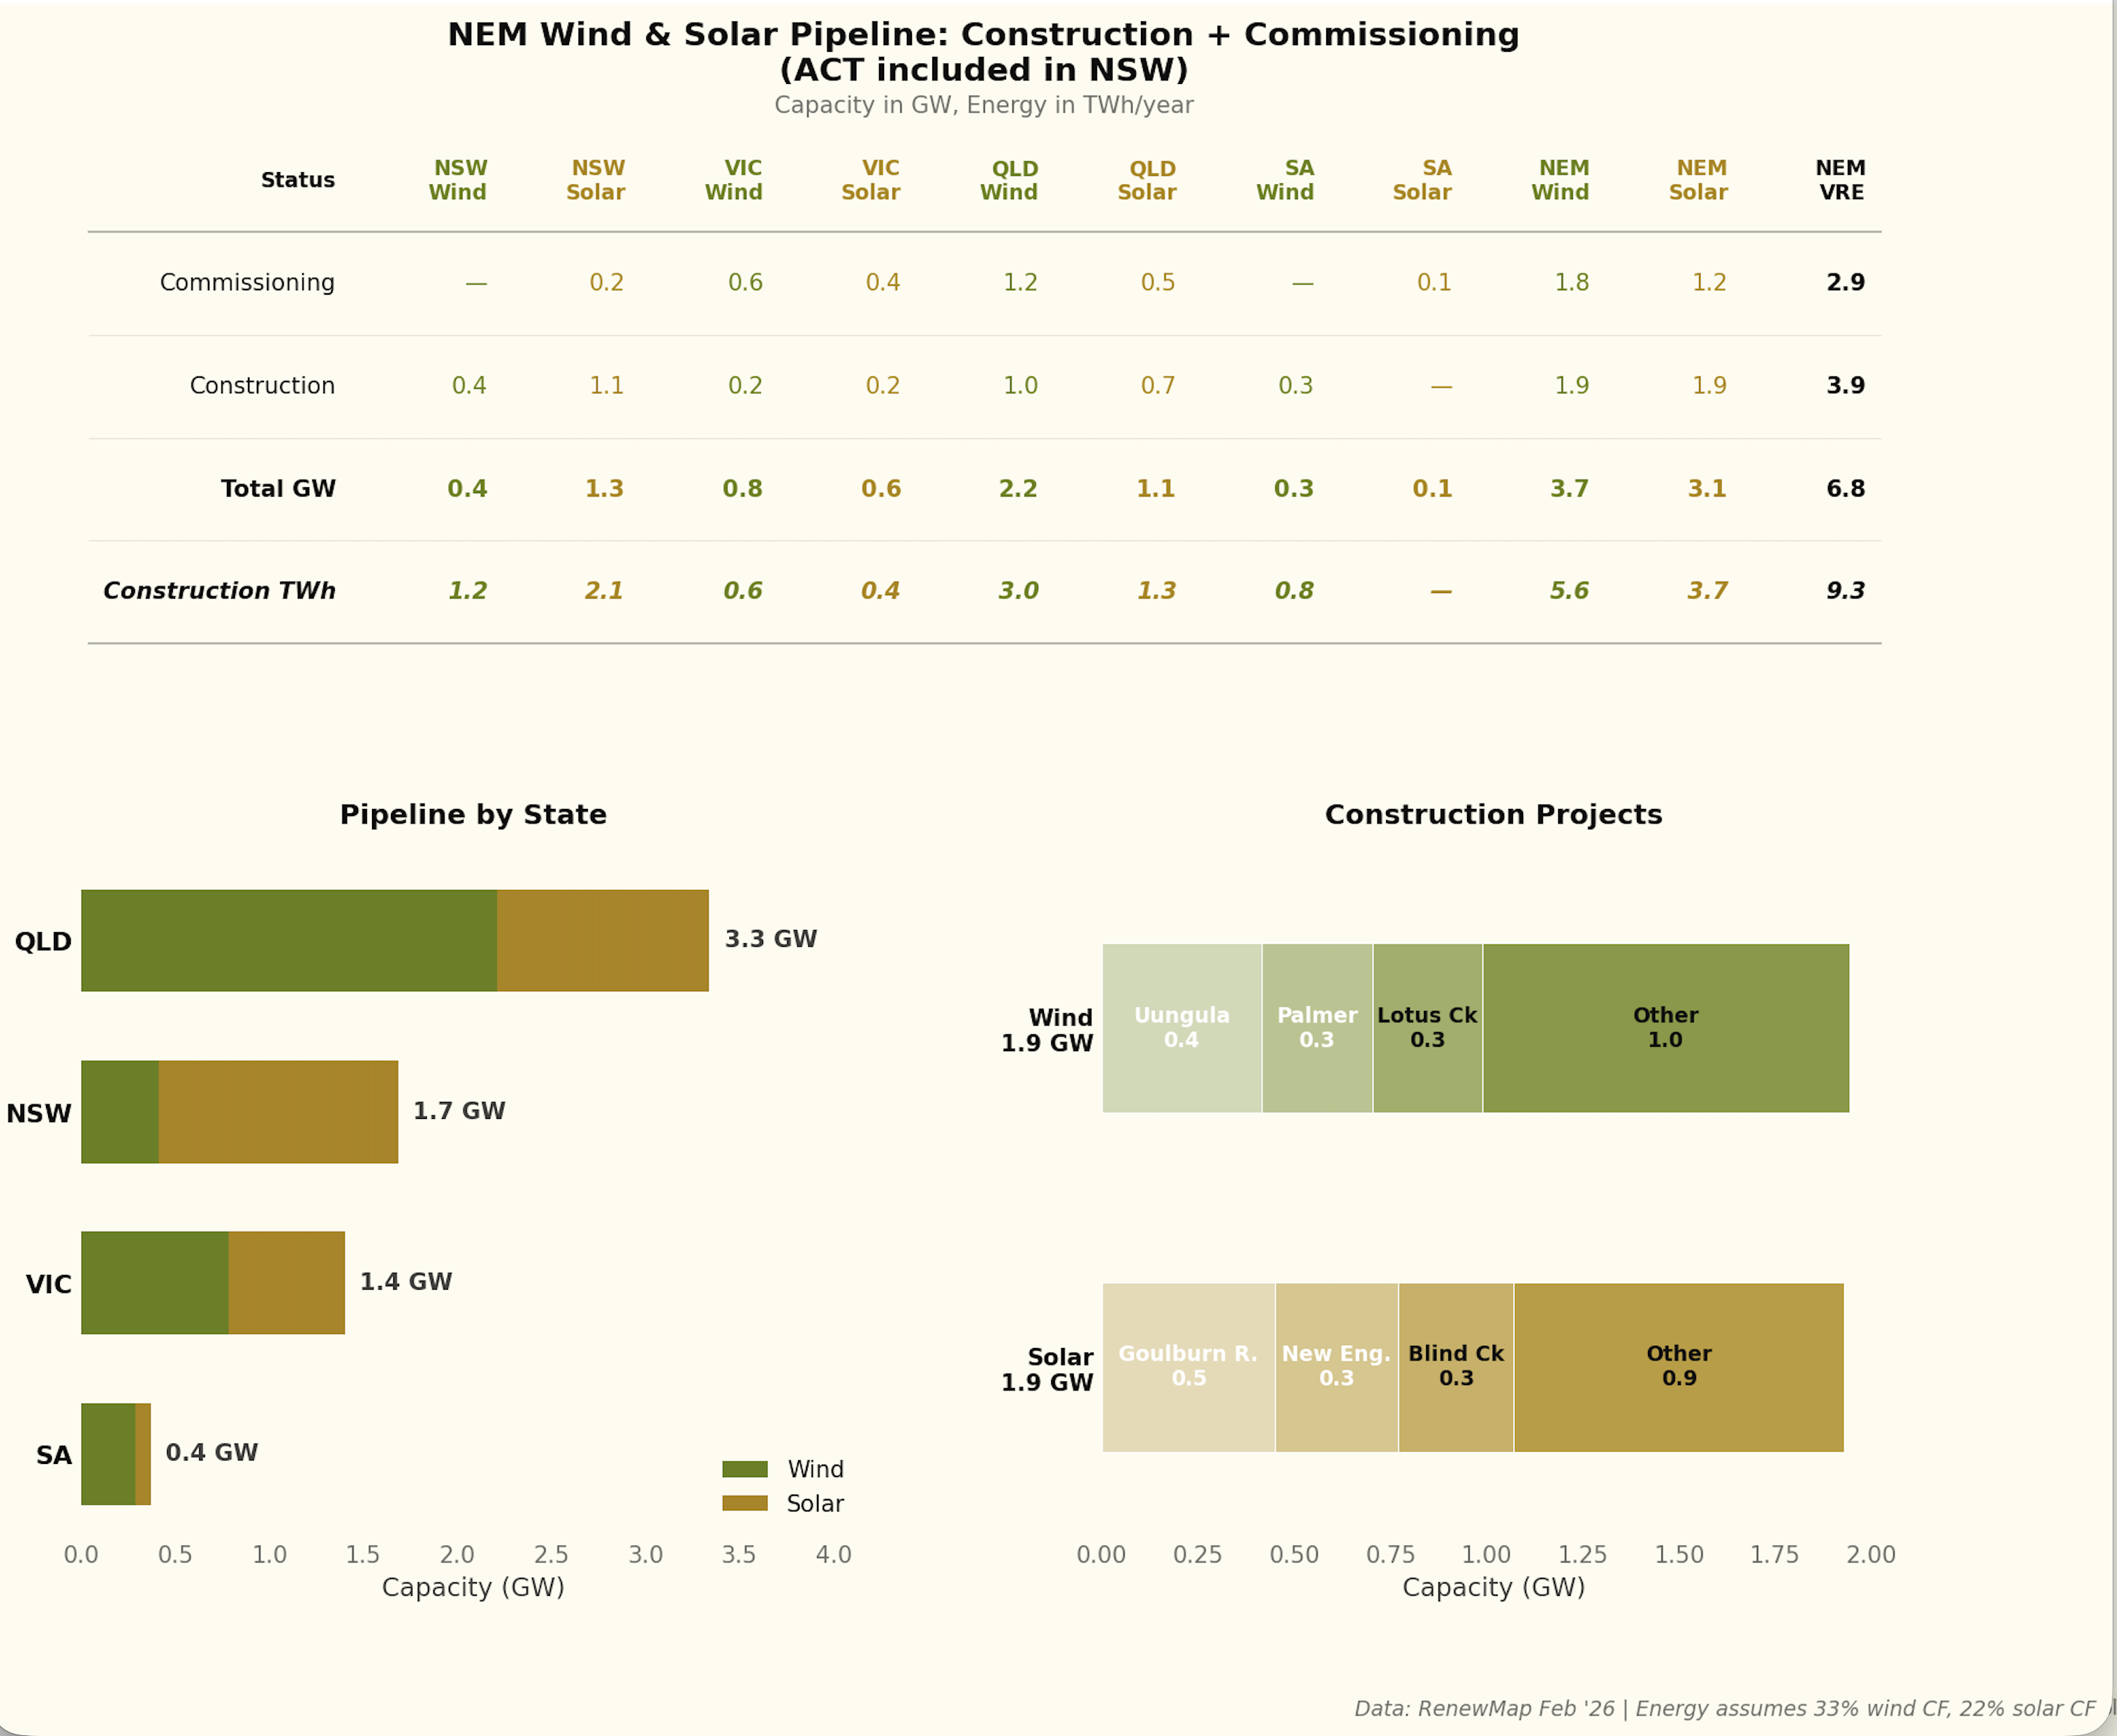 NEM Wind & Solar Pipeline: Construction + Commissioning
(ACT included in NSW)
Capacity in GW, Energy in TWh/year
Status NSW Wind NSW Solar VIC Wind VIC Solar QLD Wind QLD Solar SA Wind SA Solar NEM Wind NEM Solar NEM VRE
Commissioning — 0.2 0.6 0.4 1.2 0.5 — 0.1 1.8 1.2 2.9
Construction 0.4 1.1 0.2 0.2 1.0 0.7 0.3 — 1.9 1.9 3.9
Total GW 0.4 1.3 0.8 0.6 2.2 1.1 0.3 0.1 3.7 3.1 6.8
Construction TWh 1.2 2.1 0.6 0.4 3.0 1.3 0.8 — 5.6 3.7 9.3
Pipeline by State
QLD 3.3 GW
NSW 1.7 GW
VIC 1.4 GW
SA 0.4 GW
Wind
Solar
0.0 0.5 1.0 1.5 2.0 2.5 3.0 3.5 4.0
Capacity (GW)
Construction Projects
Wind
1.9 GW
Uungula
0.4
Palmer
0.3
Lotus Ck
0.3
Other
1.0
Solar
1.9 GW
Goulburn R.
0.5
New Eng.
0.3
Blind Ck
0.3
Other
0.9
0.00 0.25 0.50 0.75 1.00 1.25 1.50 1.75 2.00
Capacity (GW)
Data: RenewMap Feb '26 | Energy assumes 33% wind CF, 22% solar CF